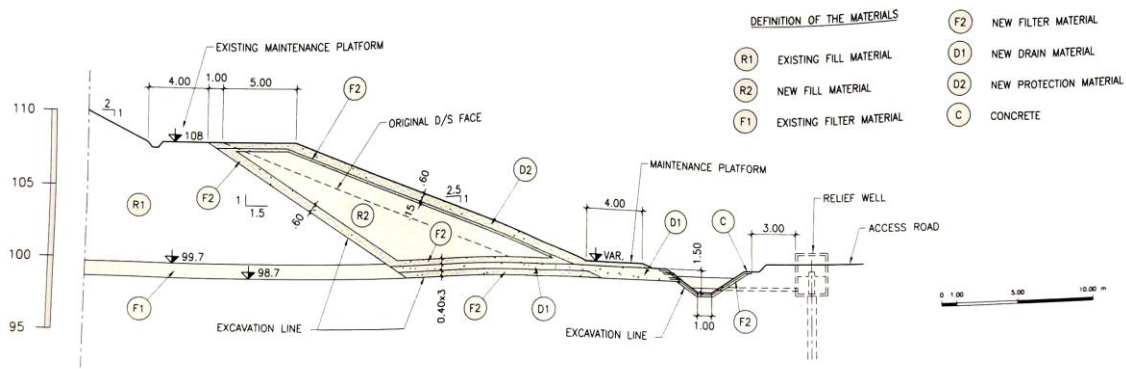 DEFINITION OF THE MATERIALS
R1 EXISTING FILL MATERIAL
R2 NEW FILL MATERIAL
F1 EXISTING FILTER MATERIAL
F2 NEW FILTER MATERIAL
D1 NEW DRAIN MATERIAL
D2 NEW PROTECTION MATERIAL
C CONCRETE
EXISTING MAINTENANCE PLATFORM
4.00 1.00 5.00
F2
ORIGINAL D/S FACE
110
2
1
108
D2
MAINTENANCE PLATFORM
105
F2
.60
2.5
1
.15
4.00
D1
C
3.00
RELIEF WELL
ACCESS ROAD
R1
1
1.5
.60
R2
F2
VAR.
1.50
100
99.7
98.7
F1
0.40x3
F2
D1
1.00
F2
EXCAVATION LINE
EXCAVATION LINE
95
0 1.00 5.00 10.00 m